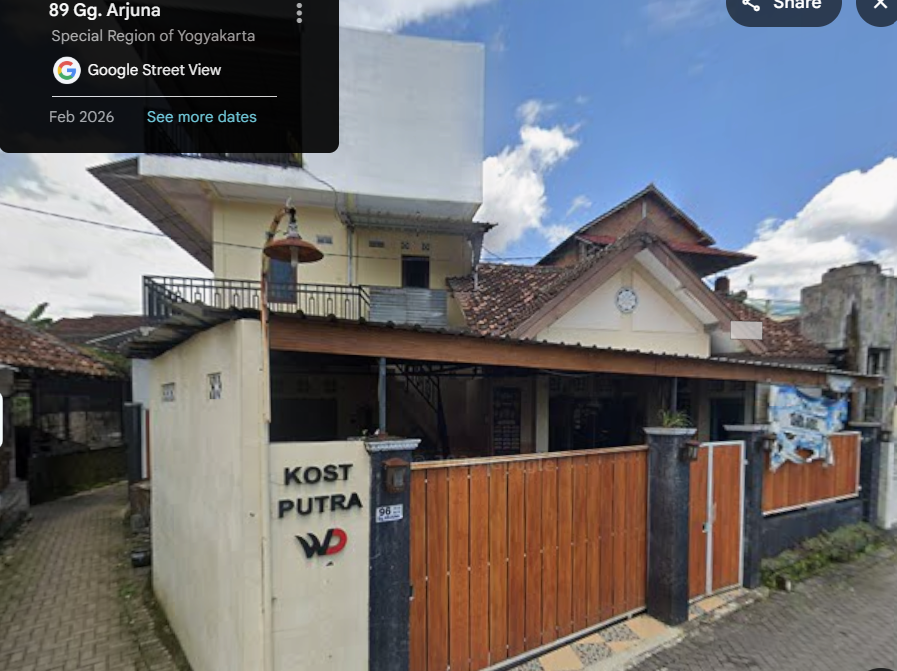 89 Gg. Arjuna
Special Region of Yogyakarta
Google Street View
Feb 2026
See more dates
Share
KOST
PUTRA
WD
96